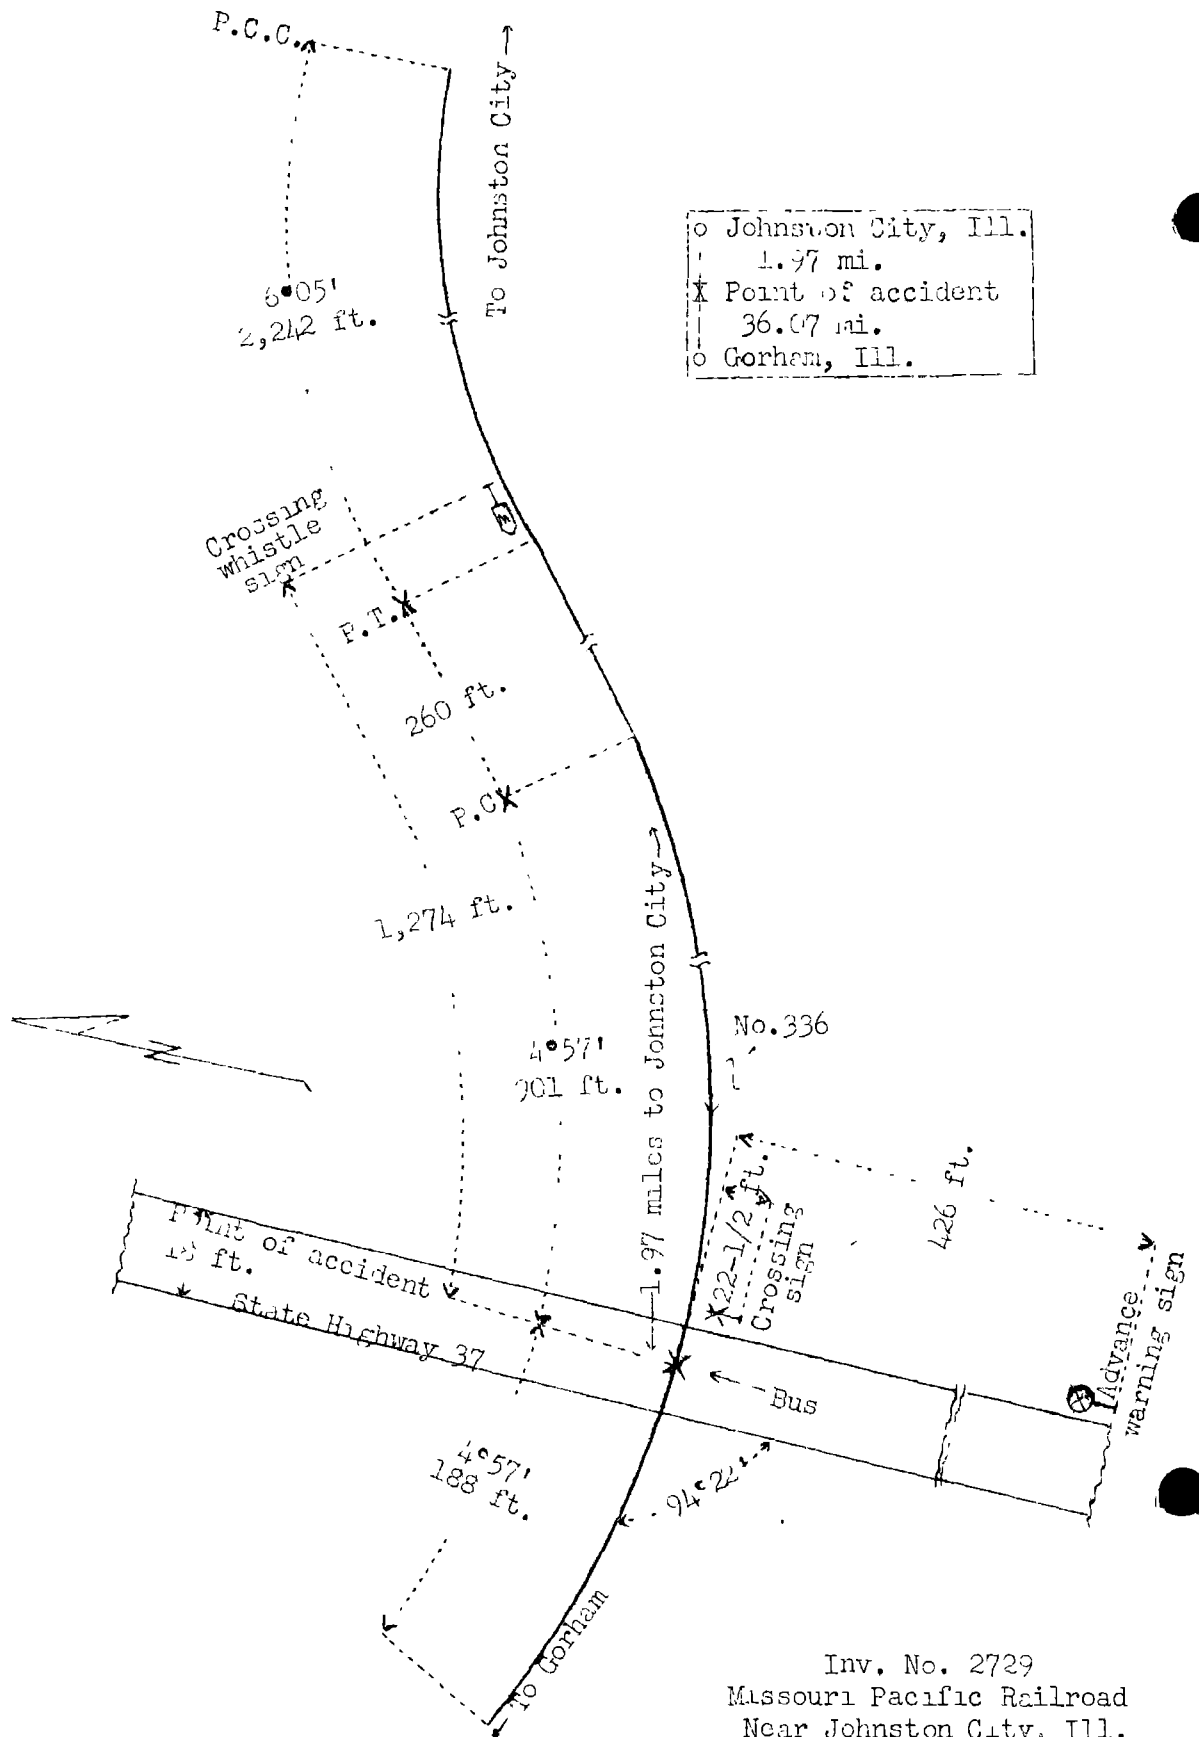 P.C.C.
To Johnston City
6°05'
2,242 ft.
Johnston City, Ill.
1.97 mi.
X Point of accident
36.07 mi.
Gorham, Ill.
Crossing
whistle
sign
W
P.T.
260 ft.
P.C
1,274 ft.
1.97 miles to Johnston City
N
No.336
4°57'
901 ft.
426 ft.
22-1/2 ft.
Crossing
sign
Point of accident
18 ft.
State Highway 37
Bus
Advance
warning sign
4°57'
188 ft.
94°22'
To Gorham
Inv. No. 2729
Missouri Pacific Railroad
Near Johnston City, Ill.